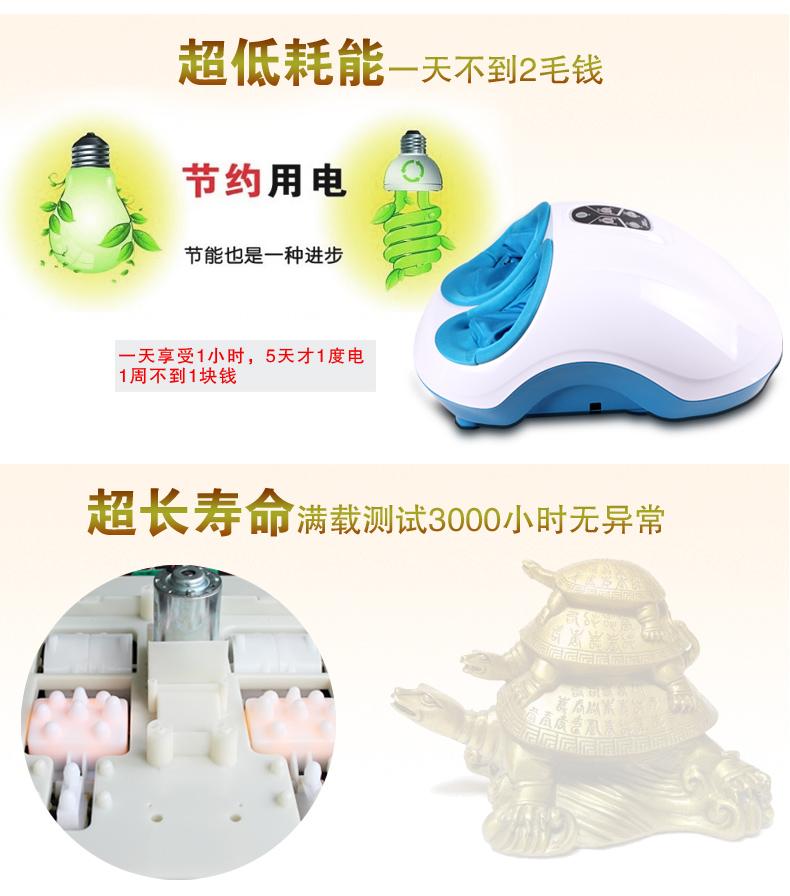 超低耗能一天不到2毛钱
节约用电
节能也是一种进步
一天享受1小时，5天才1度电
1周不到1块钱
超长寿命满载测试3000小时无异常